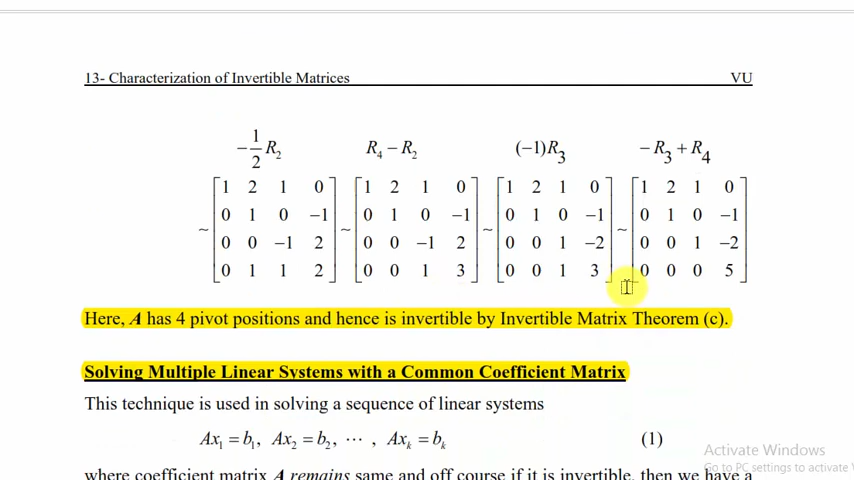 13- Characterization of Invertible Matrices VU
-1/2 R₂ R₄ − R₂ (−1)R₃ −R₃ + R₄
1 2 1 0 1 2 1 0 1 2 1 0 1 2 1 0
0 1 0 −1 0 1 0 −1 0 1 0 −1 0 1 0 −1
~ ~ ~ ~
0 0 −1 2 0 0 −1 2 0 0 1 −2 0 0 1 −2
0 1 1 2 0 0 1 3 0 0 1 3 0 0 0 5
Here, A has 4 pivot positions and hence is invertible by Invertible Matrix Theorem (c).
Solving Multiple Linear Systems with a Common Coefficient Matrix
This technique is used in solving a sequence of linear systems
Ax₁ = b₁, Ax₂ = b₂, ⋯ , Axₖ = bₖ (1)
Activate Windows
Go to PC settings to activate
where coefficient matrix A remains same and off course if it is invertible, then we have a